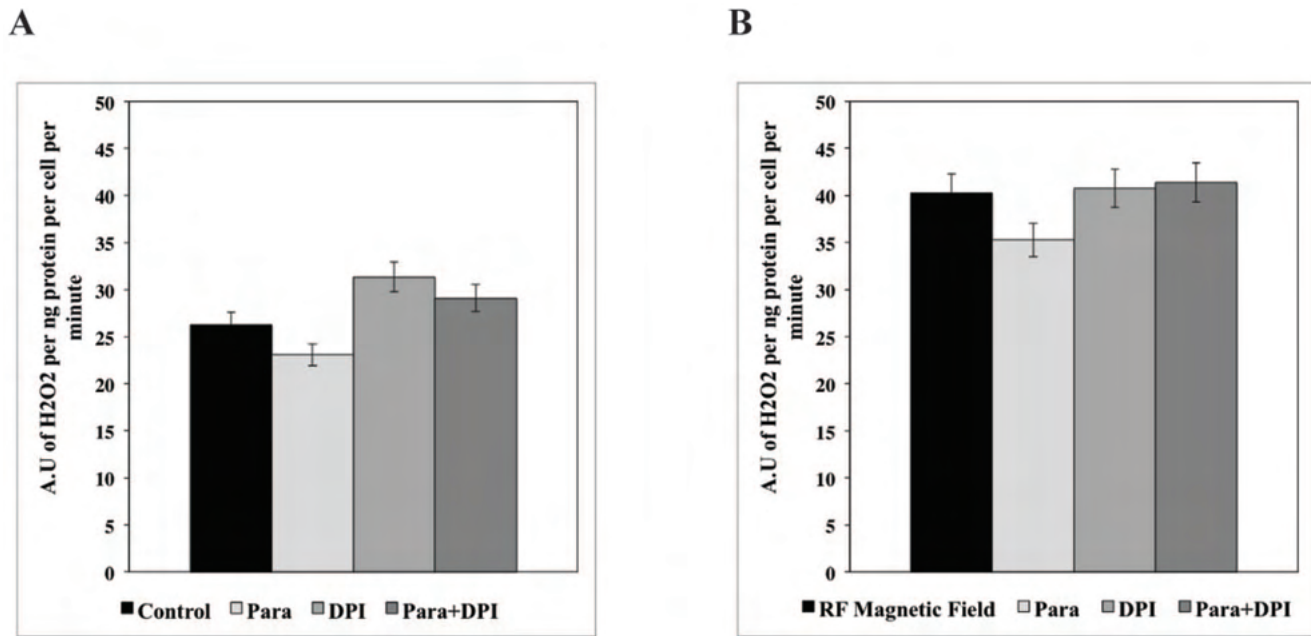 A
A.U of H2O2 per ng protein per cell per
minute
50
45
40
35
30
25
20
15
10
5
0
Control Para DPI Para+DPI
B
A.U of H2O2 per ng protein per cell per
minute
50
45
40
35
30
25
20
15
10
5
0
RF Magnetic Field Para DPI Para+DPI